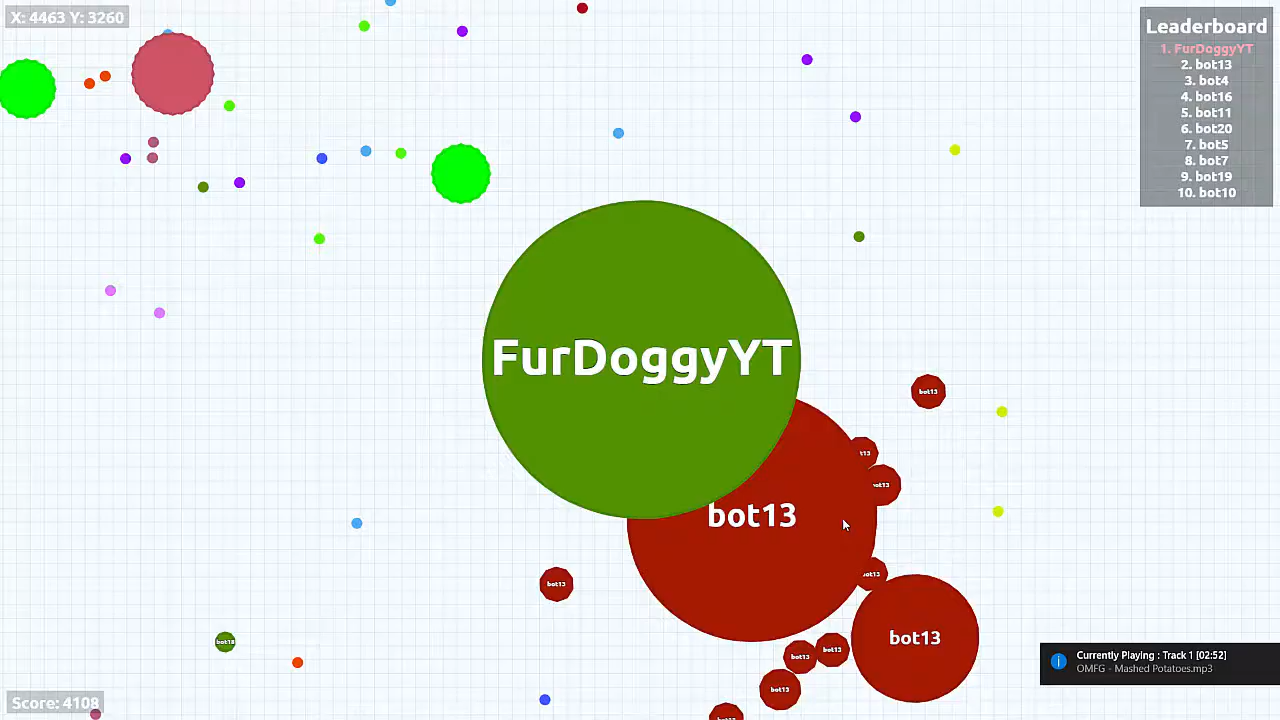 X: 4463 Y: 3260
Leaderboard
1. FurDoggyYT
2. bot13
3. bot4
4. bot16
5. bot11
6. bot20
7. bot5
8. bot7
9. bot19
10. bot10
FurDoggyYT
bot13
bot13
bot13
bot13
bot13
bot13
bot13
Currently Playing : Track 1 [02:52]
OMFG - Mashed Potatoes.mp3
Score: 4108